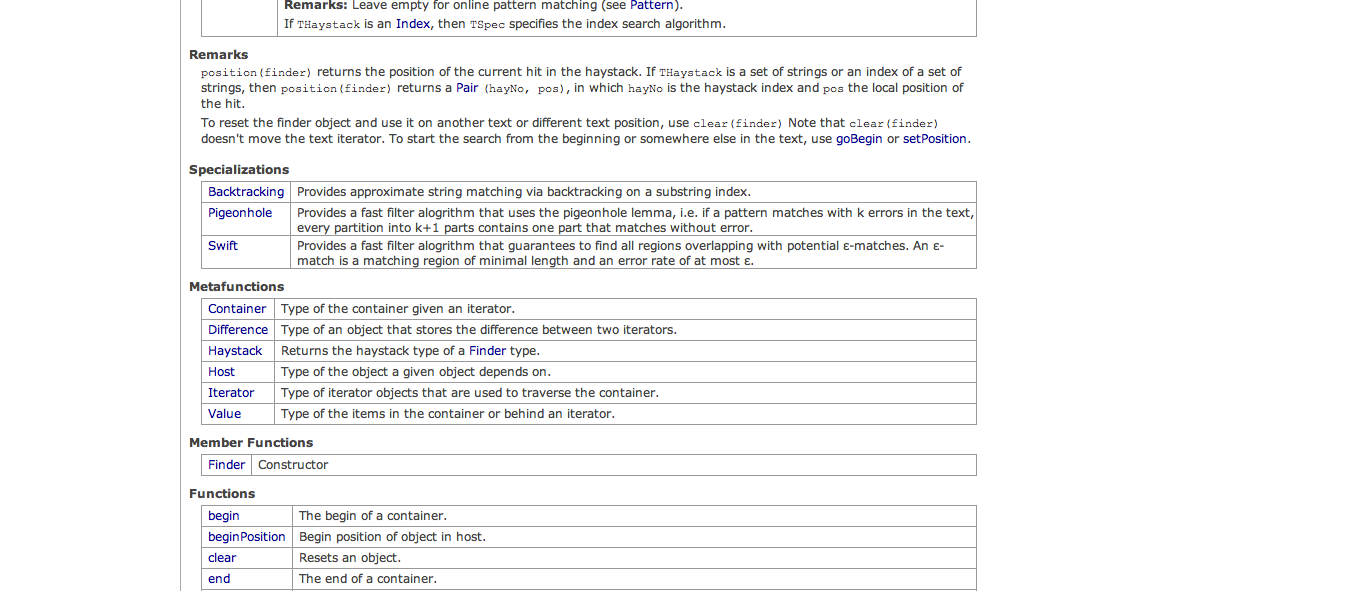 Remarks: Leave empty for online pattern matching (see Pattern).
If THaystack is an Index, then TSpec specifies the index search algorithm.
Remarks
position(finder) returns the position of the current hit in the haystack. If THaystack is a set of strings or an index of a set of
strings, then position(finder) returns a Pair (hayNo, pos), in which hayNo is the haystack index and pos the local position of
the hit.
To reset the finder object and use it on another text or different text position, use clear(finder) Note that clear(finder)
doesn't move the text iterator. To start the search from the beginning or somewhere else in the text, use goBegin or setPosition.
Specializations
Backtracking Provides approximate string matching via backtracking on a substring index.
Pigeonhole Provides a fast filter alogrithm that uses the pigeonhole lemma, i.e. if a pattern matches with k errors in the text,
every partition into k+1 parts contains one part that matches without error.
Swift Provides a fast filter alogrithm that guarantees to find all regions overlapping with potential ε-matches. An ε-
match is a matching region of minimal length and an error rate of at most ε.
Metafunctions
Container Type of the container given an iterator.
Difference Type of an object that stores the difference between two iterators.
Haystack Returns the haystack type of a Finder type.
Host Type of the object a given object depends on.
Iterator Type of iterator objects that are used to traverse the container.
Value Type of the items in the container or behind an iterator.
Member Functions
Finder Constructor
Functions
begin The begin of a container.
beginPosition Begin position of object in host.
clear Resets an object.
end The end of a container.